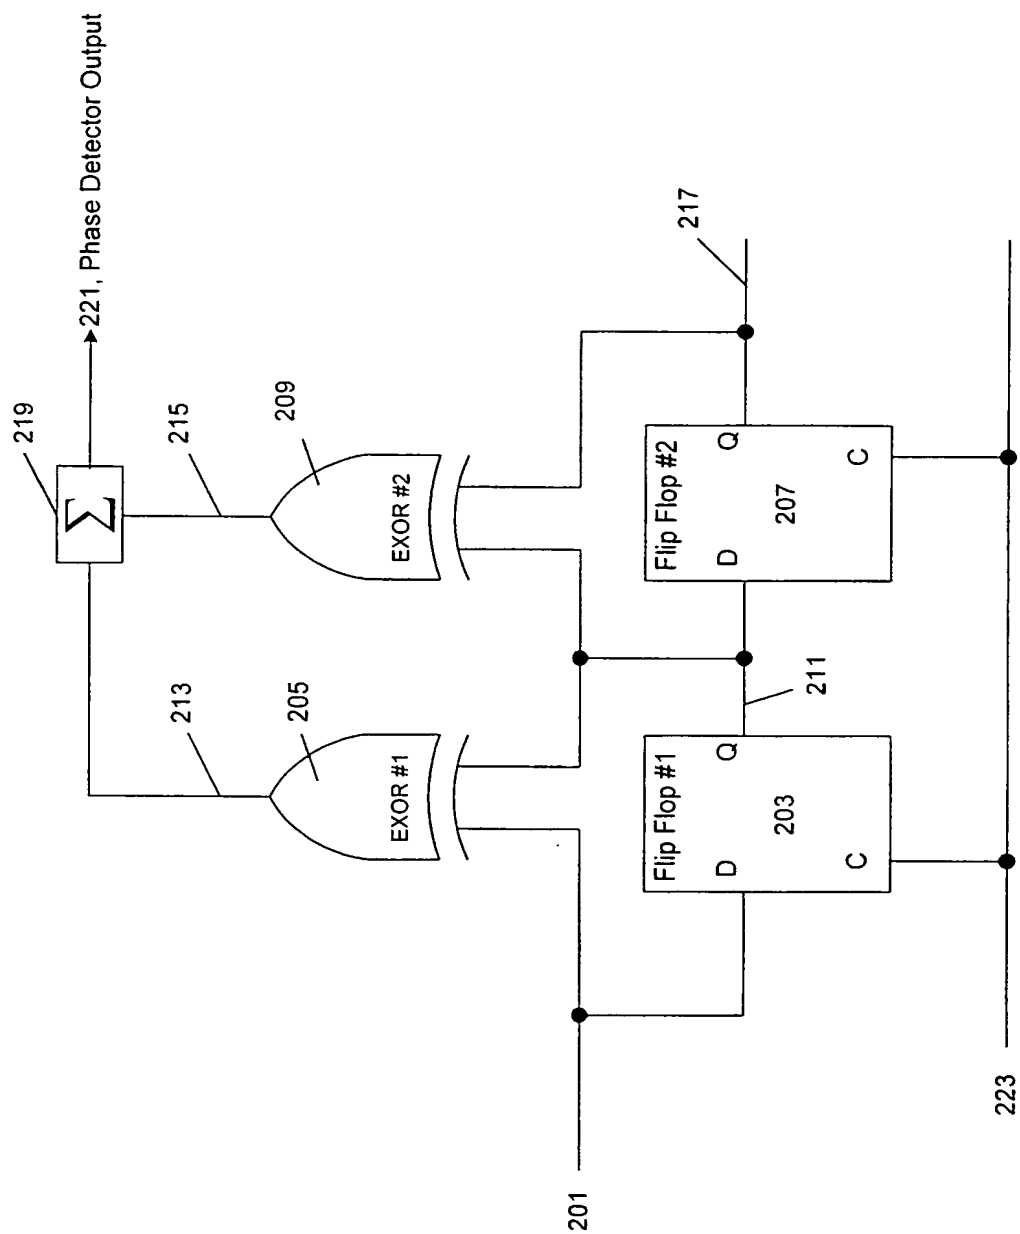 219
221, Phase Detector Output
213
215
205
209
EXOR #1
EXOR #2
217
Flip Flop #1
D
Q
203
C
211
Flip Flop #2
D
Q
207
C
201
223
Σ